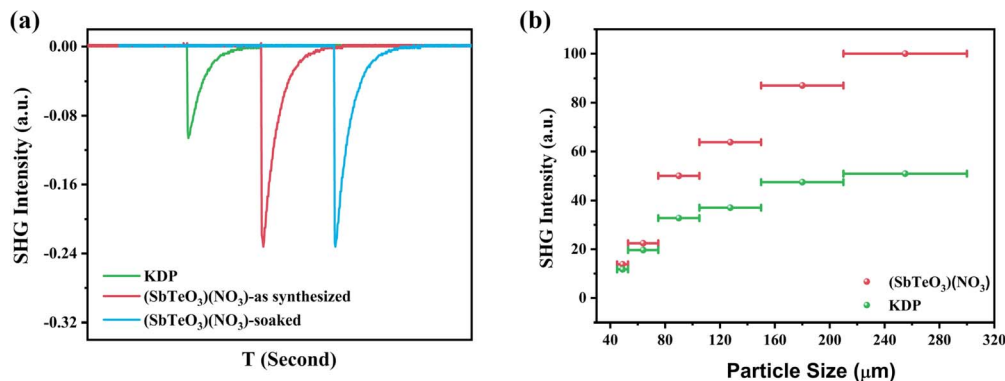 (a)
0.00
-0.08
-0.16
-0.24
-0.32
SHG Intensity (a.u.)
KDP
(SbTeO₃)(NO₃)-as synthesized
(SbTeO₃)(NO₃)-soaked
T (Second)
(b)
100
80
60
40
20
0
SHG Intensity (a.u.)
(SbTeO₃)(NO₃)
KDP
40
80
120
160
200
240
280
320
Particle Size (μm)